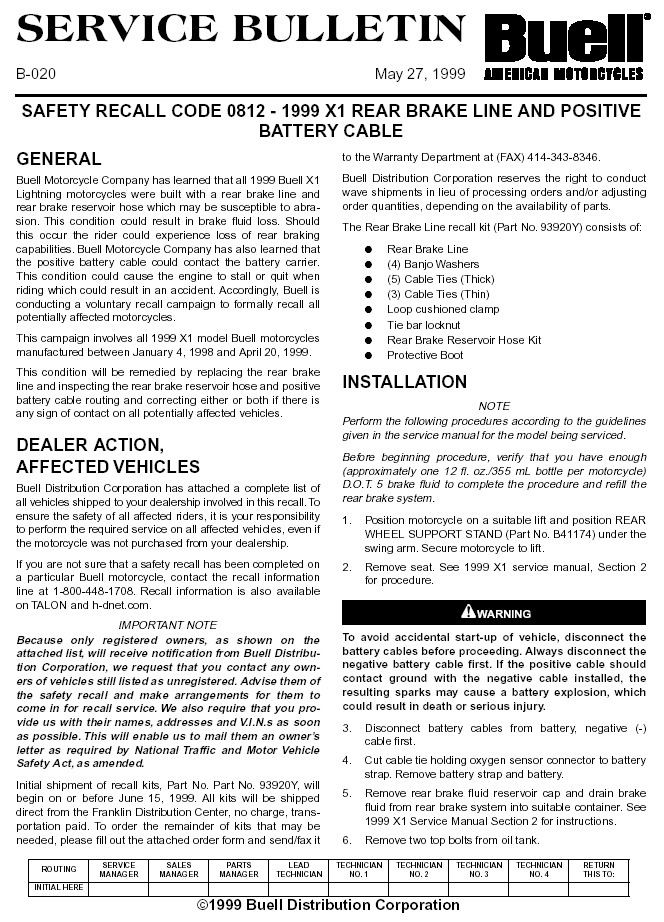 SERVICE BULLETIN
Buell®
AMERICAN MOTORCYCLES
B-020
May 27, 1999
SAFETY RECALL CODE 0812 - 1999 X1 REAR BRAKE LINE AND POSITIVE
BATTERY CABLE
GENERAL
Buell Motorcycle Company has learned that all 1999 Buell X1
Lightning motorcycles were built with a rear brake line and
rear brake reservoir hose which may be susceptible to abra-
sion. This condition could result in brake fluid loss. Should
this occur the rider could experience loss of rear braking
capabilities. Buell Motorcycle Company has also learned that
the positive battery cable could contact the battery carrier.
This condition could cause the engine to stall or quit when
riding which could result in an accident. Accordingly, Buell is
conducting a voluntary recall campaign to formally recall all
potentially affected motorcycles.
This campaign involves all 1999 X1 model Buell motorcycles
manufactured between January 4, 1998 and April 20, 1999.
This condition will be remedied by replacing the rear brake
line and inspecting the rear brake reservoir hose and positive
battery cable routing and correcting either or both if there is
any sign of contact on all potentially affected vehicles.
DEALER ACTION,
AFFECTED VEHICLES
Buell Distribution Corporation has attached a complete list of
all vehicles shipped to your dealership involved in this recall. To
ensure the safety of all affected riders, it is your responsibility
to perform the required service on all affected vehicles, even if
the motorcycle was not purchased from your dealership.
If you are not sure that a safety recall has been completed on
a particular Buell motorcycle, contact the recall information
line at 1-800-448-1708. Recall information is also available
on TALON and h-dnet.com.
IMPORTANT NOTE
Because only registered owners, as shown on the
attached list, will receive notification from Buell Distribu-
tion Corporation, we request that you contact any own-
ers of vehicles still listed as unregistered. Advise them of
the safety recall and make arrangements for them to
come in for recall service. We also require that you pro-
vide us with their names, addresses and V.I.N.s as soon
as possible. This will enable us to mail them an owner's
letter as required by National Traffic and Motor Vehicle
Safety Act, as amended.
Initial shipment of recall kits, Part No. Part No. 93920Y, will
begin on or before June 15, 1999. All kits will be shipped
direct from the Franklin Distribution Center, no charge, trans-
portation paid. To order the remainder of kits that may be
needed, please fill out the attached order form and send/fax it
to the Warranty Department at (FAX) 414-343-8346.
Buell Distribution Corporation reserves the right to conduct
wave shipments in lieu of processing orders and/or adjusting
order quantities, depending on the availability of parts.
The Rear Brake Line recall kit (Part No. 93920Y) consists of:
● Rear Brake Line
● (4) Banjo Washers
● (5) Cable Ties (Thick)
● (3) Cable Ties (Thin)
● Loop cushioned clamp
● Tie bar locknut
● Rear Brake Reservoir Hose Kit
● Protective Boot
INSTALLATION
NOTE
Perform the following procedures according to the guidelines
given in the service manual for the model being serviced.
Before beginning procedure, verify that you have enough
(approximately one 12 fl. oz./355 mL bottle per motorcycle)
D.O.T. 5 brake fluid to complete the procedure and refill the
rear brake system.
1. Position motorcycle on a suitable lift and position REAR
WHEEL SUPPORT STAND (Part No. B41174) under the
swing arm. Secure motorcycle to lift.
2. Remove seat. See 1999 X1 service manual, Section 2
for procedure.
⚠WARNING
To avoid accidental start-up of vehicle, disconnect the
battery cables before proceeding. Always disconnect the
negative battery cable first. If the positive cable should
contact ground with the negative cable installed, the
resulting sparks may cause a battery explosion, which
could result in death or serious injury.
3. Disconnect battery cables from battery, negative (-)
cable first.
4. Cut cable tie holding oxygen sensor connector to battery
strap. Remove battery strap and battery.
5. Remove rear brake fluid reservoir cap and drain brake
fluid from rear brake system into suitable container. See
1999 X1 Service Manual Section 2 for instructions.
6. Remove two top bolts from oil tank.
ROUTING SERVICE MANAGER SALES MANAGER PARTS MANAGER LEAD TECHNICIAN TECHNICIAN NO. 1 TECHNICIAN NO. 2 TECHNICIAN NO. 3 TECHNICIAN NO. 4 RETURN THIS TO:
INITIAL HERE
©1999 Buell Distribution Corporation